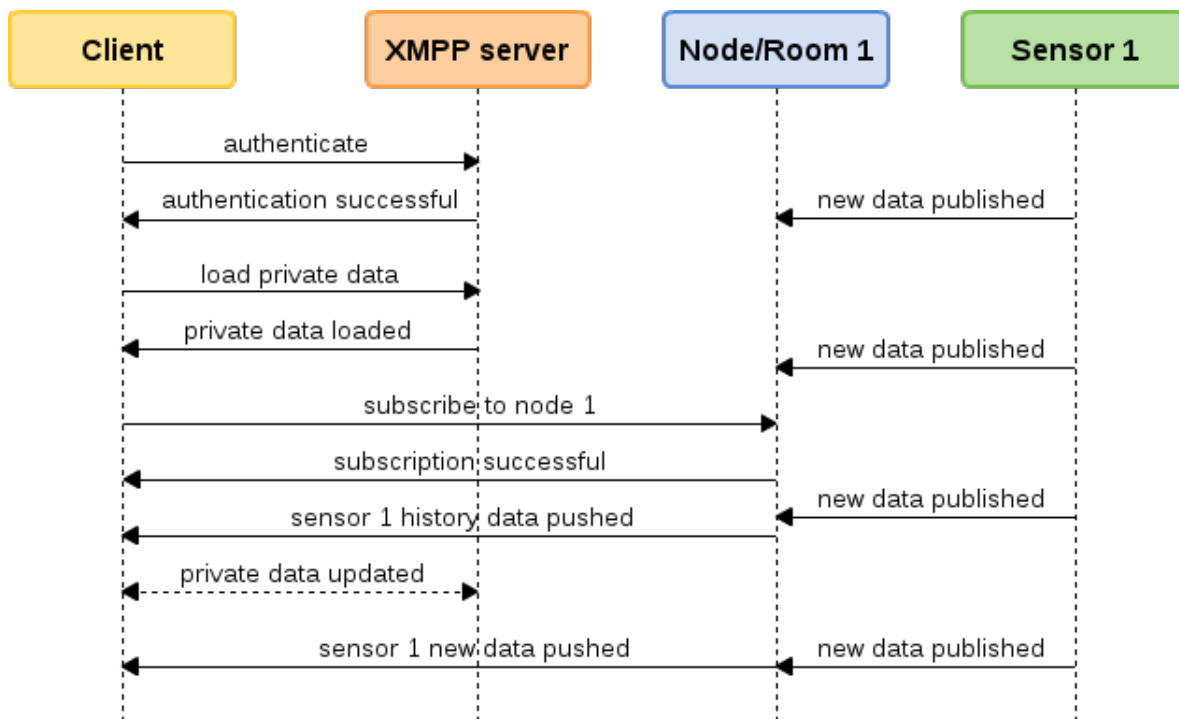 Client
XMPP server
Node/Room 1
Sensor 1
authenticate
authentication successful
new data published
load private data
private data loaded
new data published
subscribe to node 1
subscription successful
new data published
sensor 1 history data pushed
private data updated
sensor 1 new data pushed
new data published